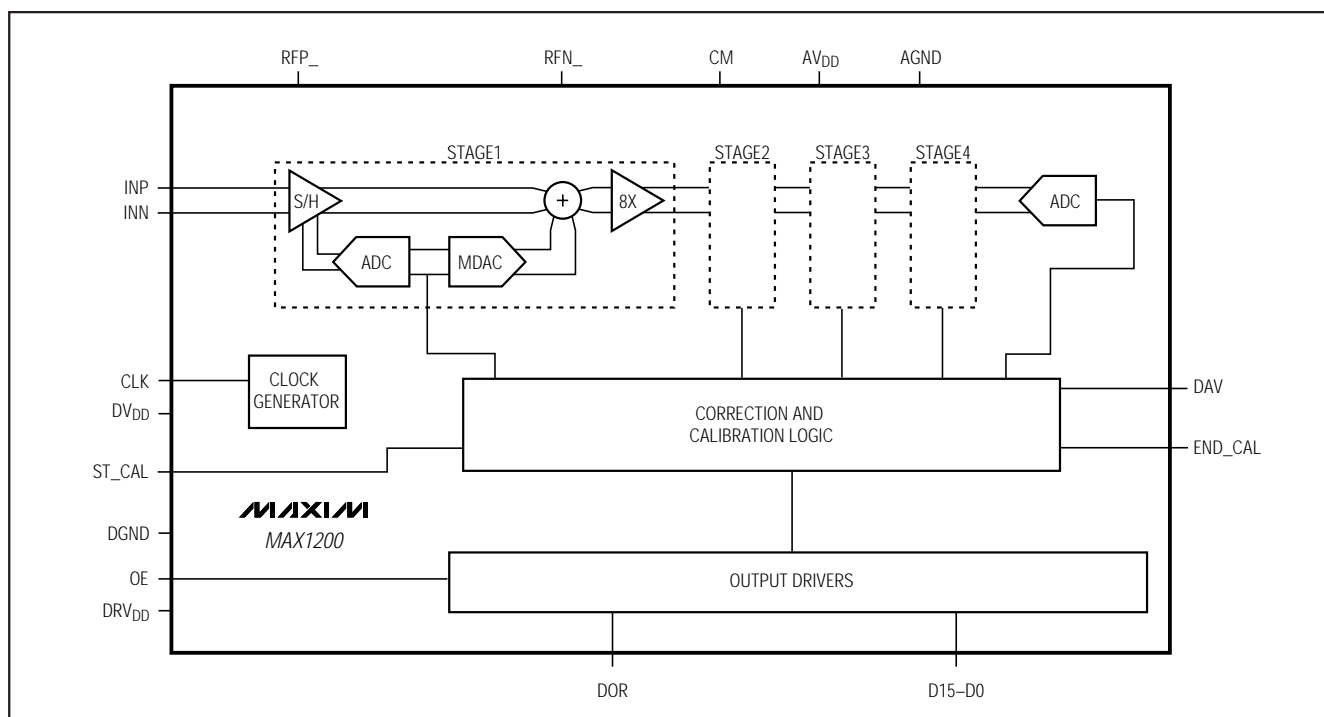 RFP_ RFN_ CM AVDD AGND
STAGE1 STAGE2 STAGE3 STAGE4
INP
INN
S/H
+
8X
ADC
ADC
MDAC
CLK
CLOCK
GENERATOR
DVDD
CORRECTION AND
CALIBRATION LOGIC
DAV
END_CAL
ST_CAL
MAXIM
MAX1200
DGND
OE
OUTPUT DRIVERS
DRVDD
DOR D15–D0